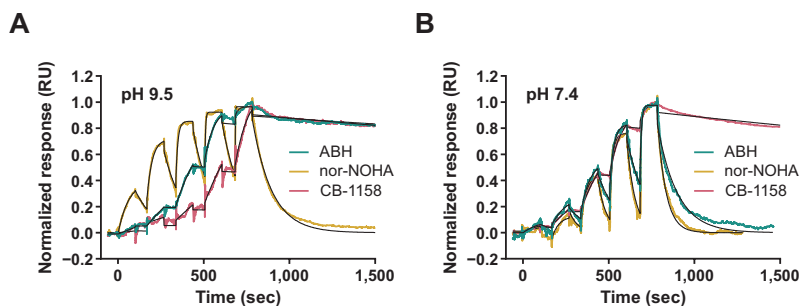 A
Normalized response (RU)
1.2
1.0
0.8
0.6
0.4
0.2
0.0
−0.2
pH 9.5
ABH
nor-NOHA
CB-1158
0
500
1,000
1,500
Time (sec)
B
Normalized response (RU)
1.2
1.0
0.8
0.6
0.4
0.2
0.0
−0.2
pH 7.4
ABH
nor-NOHA
CB-1158
0
500
1,000
1,500
Time (sec)